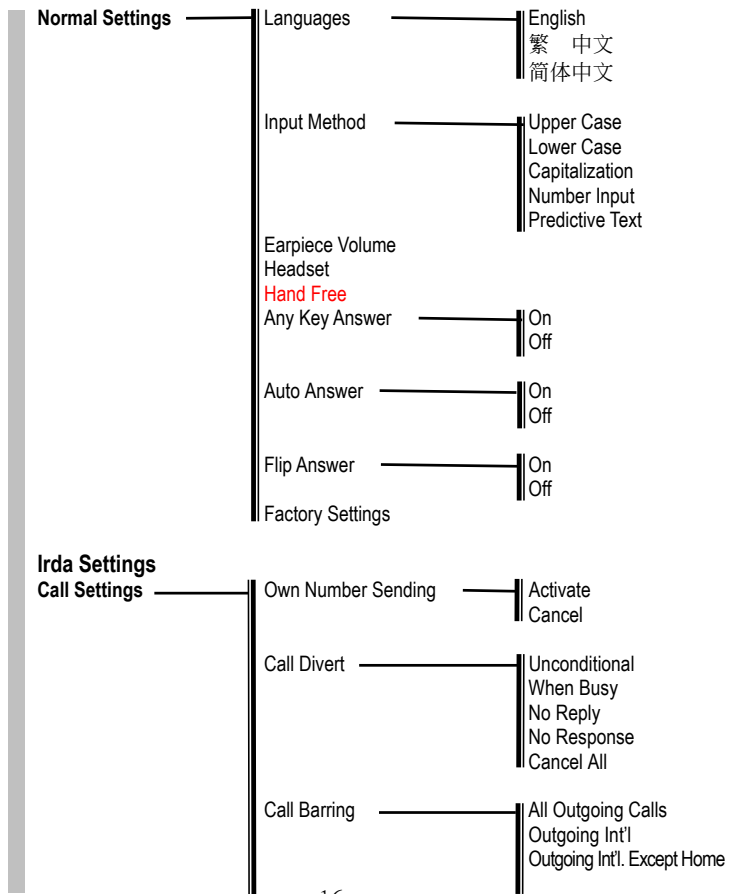 Normal Settings Languages English
繁 中文
简体中文
Input Method Upper Case
Lower Case
Capitalization
Number Input
Predictive Text
Earpiece Volume
Headset
Hand Free
Any Key Answer On
Off
Auto Answer On
Off
Flip Answer On
Off
Factory Settings
Irda Settings
Call Settings Own Number Sending Activate
Cancel
Call Divert Unconditional
When Busy
No Reply
No Response
Cancel All
Call Barring All Outgoing Calls
Outgoing Int'l
Outgoing Int'l. Except Home
16